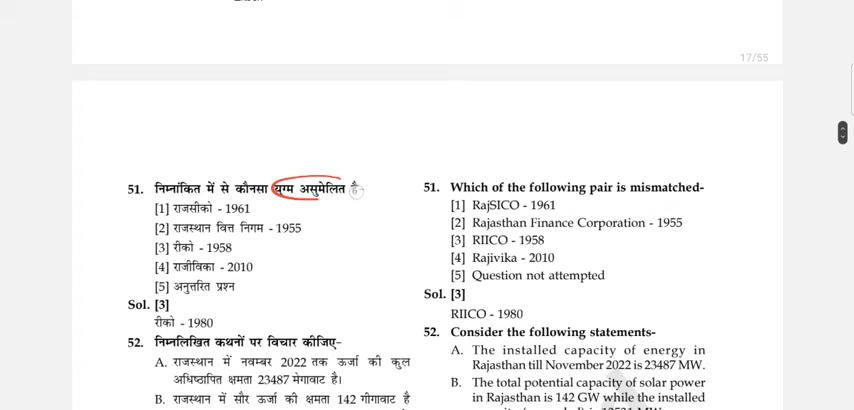 17/55
51. निम्नांकित में से कौनसा युग्म असुमेलित है-
[1] राजसीको - 1961
[2] राजस्थान वित्त निगम - 1955
[3] रीको - 1958
[4] राजीविका - 2010
[5] अनुत्तरित प्रश्न
Sol. [3]
रीको - 1980
52. निम्नलिखित कथनों पर विचार कीजिए-
A. राजस्थान में नवम्बर 2022 तक ऊर्जा की कुल
अधिष्ठापित क्षमता 23487 मेगावाट है।
B. राजस्थान में सौर ऊर्जा की क्षमता 142 गीगावाट है
51. Which of the following pair is mismatched-
[1] RajSICO - 1961
[2] Rajasthan Finance Corporation - 1955
[3] RIICO - 1958
[4] Rajivika - 2010
[5] Question not attempted
Sol. [3]
RIICO - 1980
52. Consider the following statements-
A. The installed capacity of energy in
Rajasthan till November 2022 is 23487 MW.
B. The total potential capacity of solar power
in Rajasthan is 142 GW while the installed